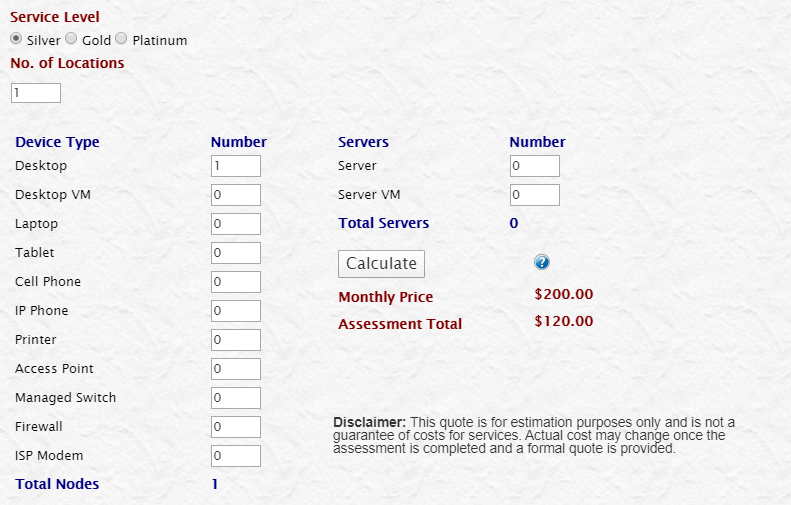 Service Level
Silver Gold Platinum
No. of Locations
1
Device Type Number Servers Number
Desktop 1 Server 0
Desktop VM 0 Server VM 0
Laptop 0 Total Servers 0
Tablet 0 Calculate ?
Cell Phone 0 Monthly Price $200.00
IP Phone 0 Assessment Total $120.00
Printer 0
Access Point 0
Managed Switch 0
Firewall 0
ISP Modem 0
Total Nodes 1
Disclaimer: This quote is for estimation purposes only and is not a
guarantee of costs for services. Actual cost may change once the
assessment is completed and a formal quote is provided.